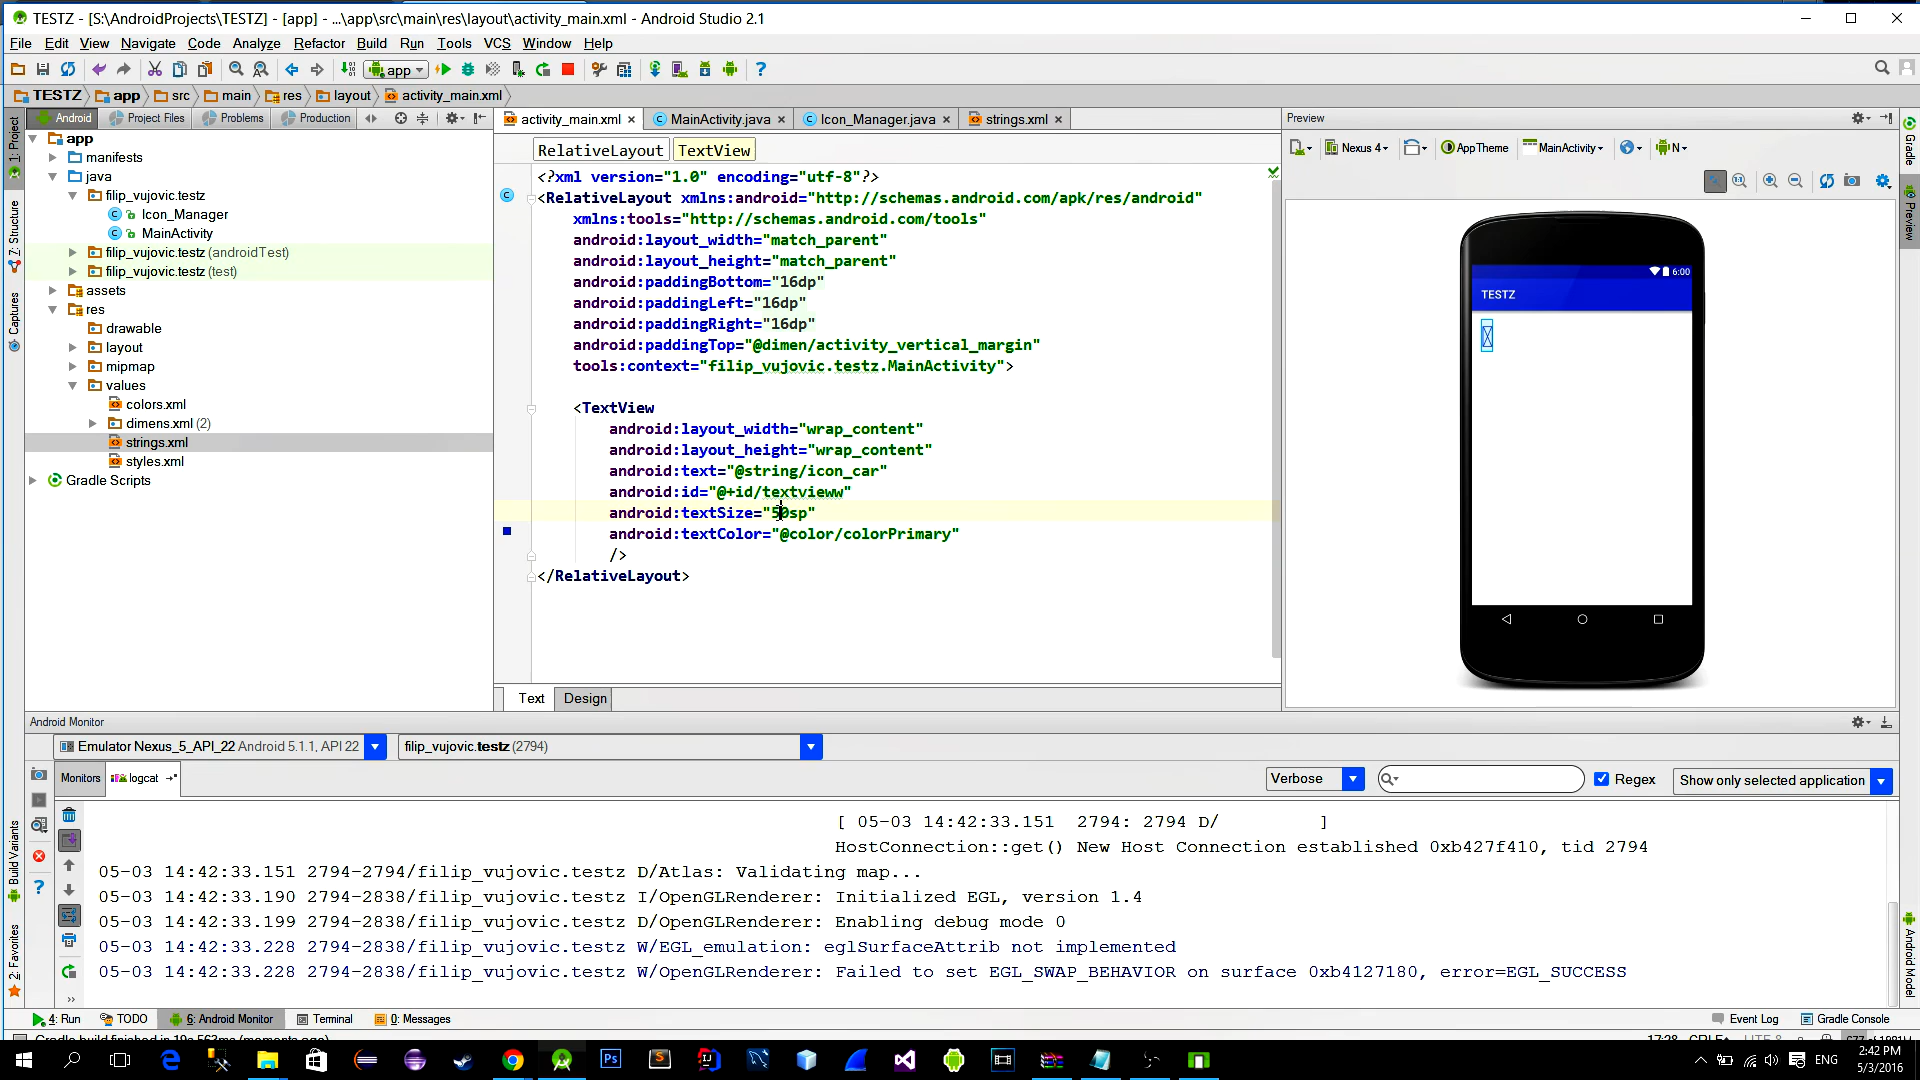 TESTZ - [S:\AndroidProjects\TESTZ] - [app] - ...\app\src\main\res\layout\activity_main.xml - Android Studio 2.1
File Edit View Navigate Code Analyze Refactor Build Run Tools VCS Window Help
app
TESTZ app src main res layout activity_main.xml
Android Project Files Problems Production
activity_main.xml MainActivity.java Icon_Manager.java strings.xml
Preview
1: Project
7: Structure
Captures
Build Variants
2: Favorites
app
manifests
java
filip_vujovic.testz
Icon_Manager
MainActivity
filip_vujovic.testz (androidTest)
filip_vujovic.testz (test)
assets
res
drawable
layout
mipmap
values
colors.xml
dimens.xml (2)
strings.xml
styles.xml
Gradle Scripts
RelativeLayout TextView
<?xml version="1.0" encoding="utf-8"?>
<RelativeLayout xmlns:android="http://schemas.android.com/apk/res/android"
xmlns:tools="http://schemas.android.com/tools"
android:layout_width="match_parent"
android:layout_height="match_parent"
android:paddingBottom="16dp"
android:paddingLeft="16dp"
android:paddingRight="16dp"
android:paddingTop="@dimen/activity_vertical_margin"
tools:context="filip_vujovic.testz.MainActivity">
<TextView
android:layout_width="wrap_content"
android:layout_height="wrap_content"
android:text="@string/icon_car"
android:id="@+id/textvieww"
android:textSize="50sp"
android:textColor="@color/colorPrimary"
/>
</RelativeLayout>
Text Design
Nexus 4 AppTheme MainActivity N
6:00
TESTZ
Gradle
Preview
Android Model
Android Monitor
Emulator Nexus_5_API_22 Android 5.1.1, API 22 filip_vujovic.testz (2794)
Monitors logcat Verbose Regex Show only selected application
[ 05-03 14:42:33.151 2794: 2794 D/ ]
HostConnection::get() New Host Connection established 0xb427f410, tid 2794
05-03 14:42:33.151 2794-2794/filip_vujovic.testz D/Atlas: Validating map...
05-03 14:42:33.190 2794-2838/filip_vujovic.testz I/OpenGLRenderer: Initialized EGL, version 1.4
05-03 14:42:33.199 2794-2838/filip_vujovic.testz D/OpenGLRenderer: Enabling debug mode 0
05-03 14:42:33.228 2794-2838/filip_vujovic.testz W/EGL_emulation: eglSurfaceAttrib not implemented
05-03 14:42:33.228 2794-2838/filip_vujovic.testz W/OpenGLRenderer: Failed to set EGL_SWAP_BEHAVIOR on surface 0xb4127180, error=EGL_SUCCESS
4: Run TODO 6: Android Monitor Terminal 0: Messages Event Log Gradle Console
ENG
2:42 PM
5/3/2016